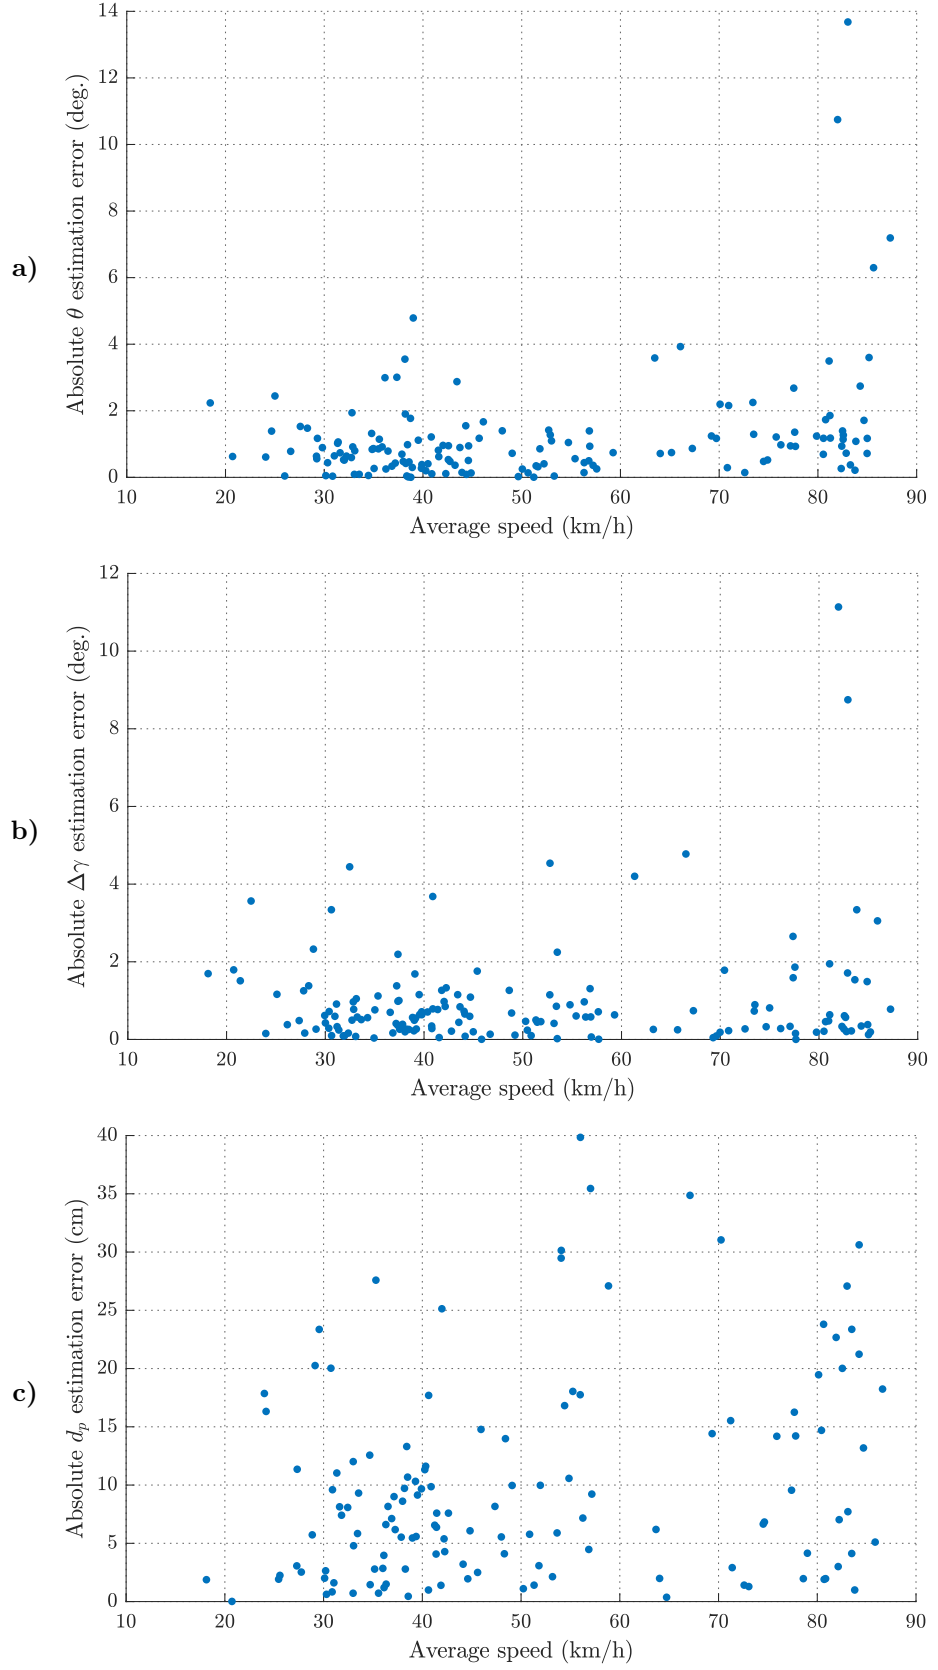 a)
Absolute θ estimation error (deg.)
14
12
10
8
6
4
2
0
10 20 30 40 50 60 70 80 90
Average speed (km/h)
b)
Absolute Δγ estimation error (deg.)
12
10
8
6
4
2
0
10 20 30 40 50 60 70 80 90
Average speed (km/h)
c)
Absolute d_p estimation error (cm)
40
35
30
25
20
15
10
5
0
10 20 30 40 50 60 70 80 90
Average speed (km/h)